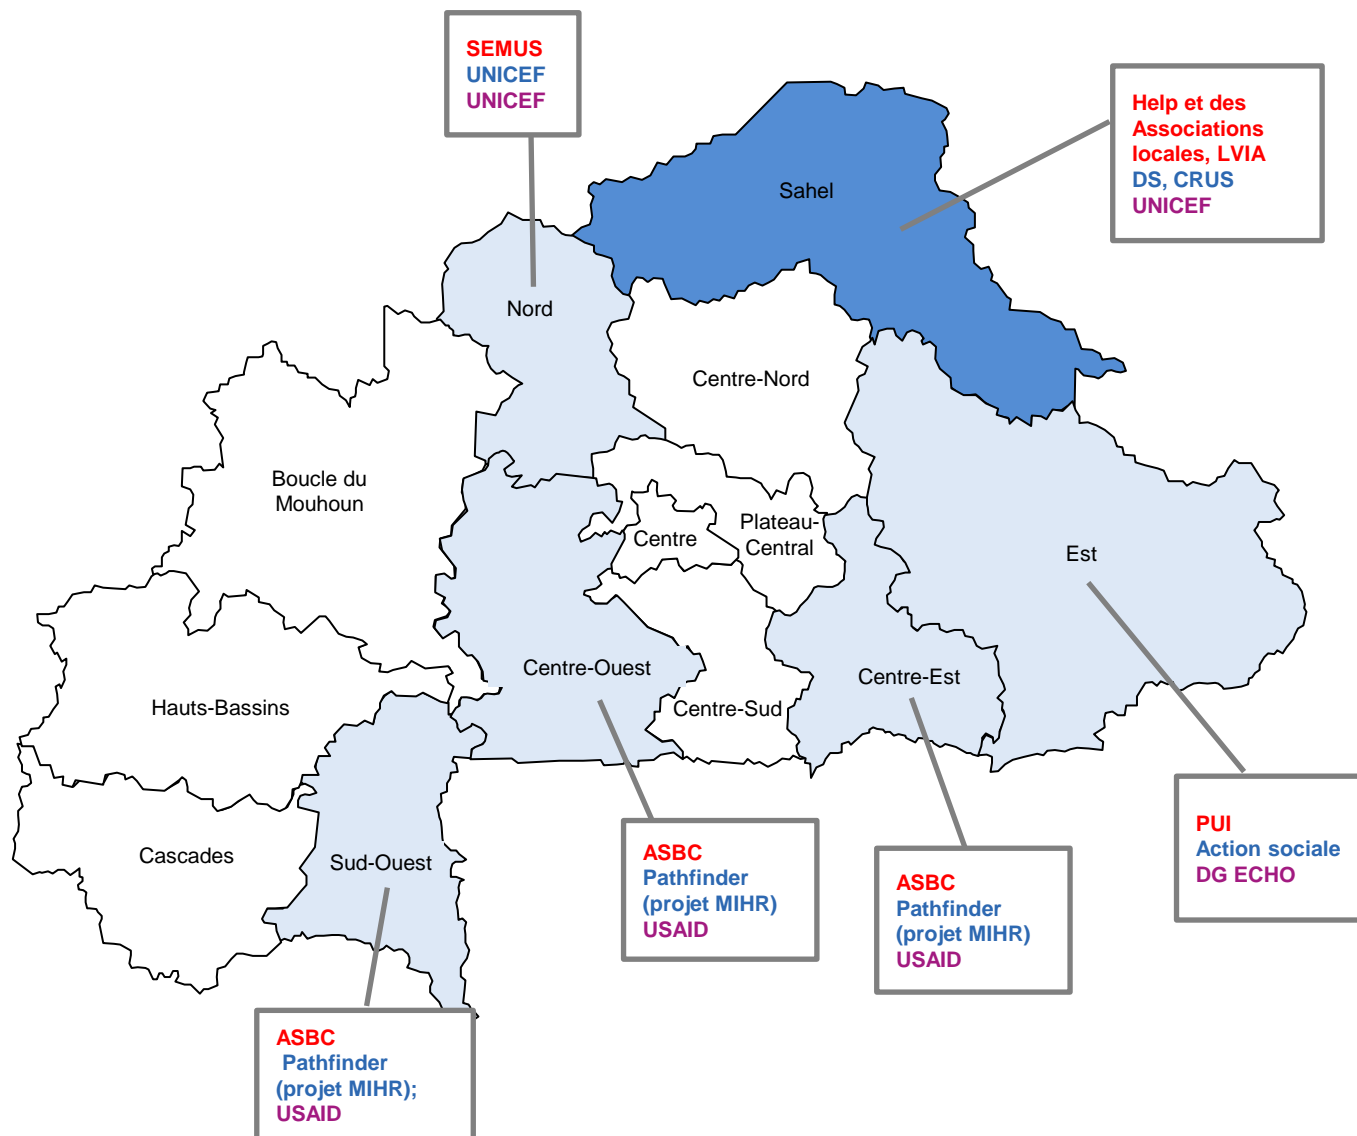 SEMUS
UNICEF
UNICEF
Help et des
Associations
locales, LVIA
DS, CRUS
UNICEF
Sahel
Nord
Centre-Nord
Boucle du
Mouhoun
Plateau-
Central
Centre
Est
Centre-Ouest
Centre-Est
Hauts-Bassins
Centre-Sud
Cascades
Sud-Ouest
ASBC
Pathfinder
(projet MIHR)
USAID
ASBC
Pathfinder
(projet MIHR)
USAID
PUI
Action sociale
DG ECHO
ASBC
Pathfinder
(projet MIHR);
USAID